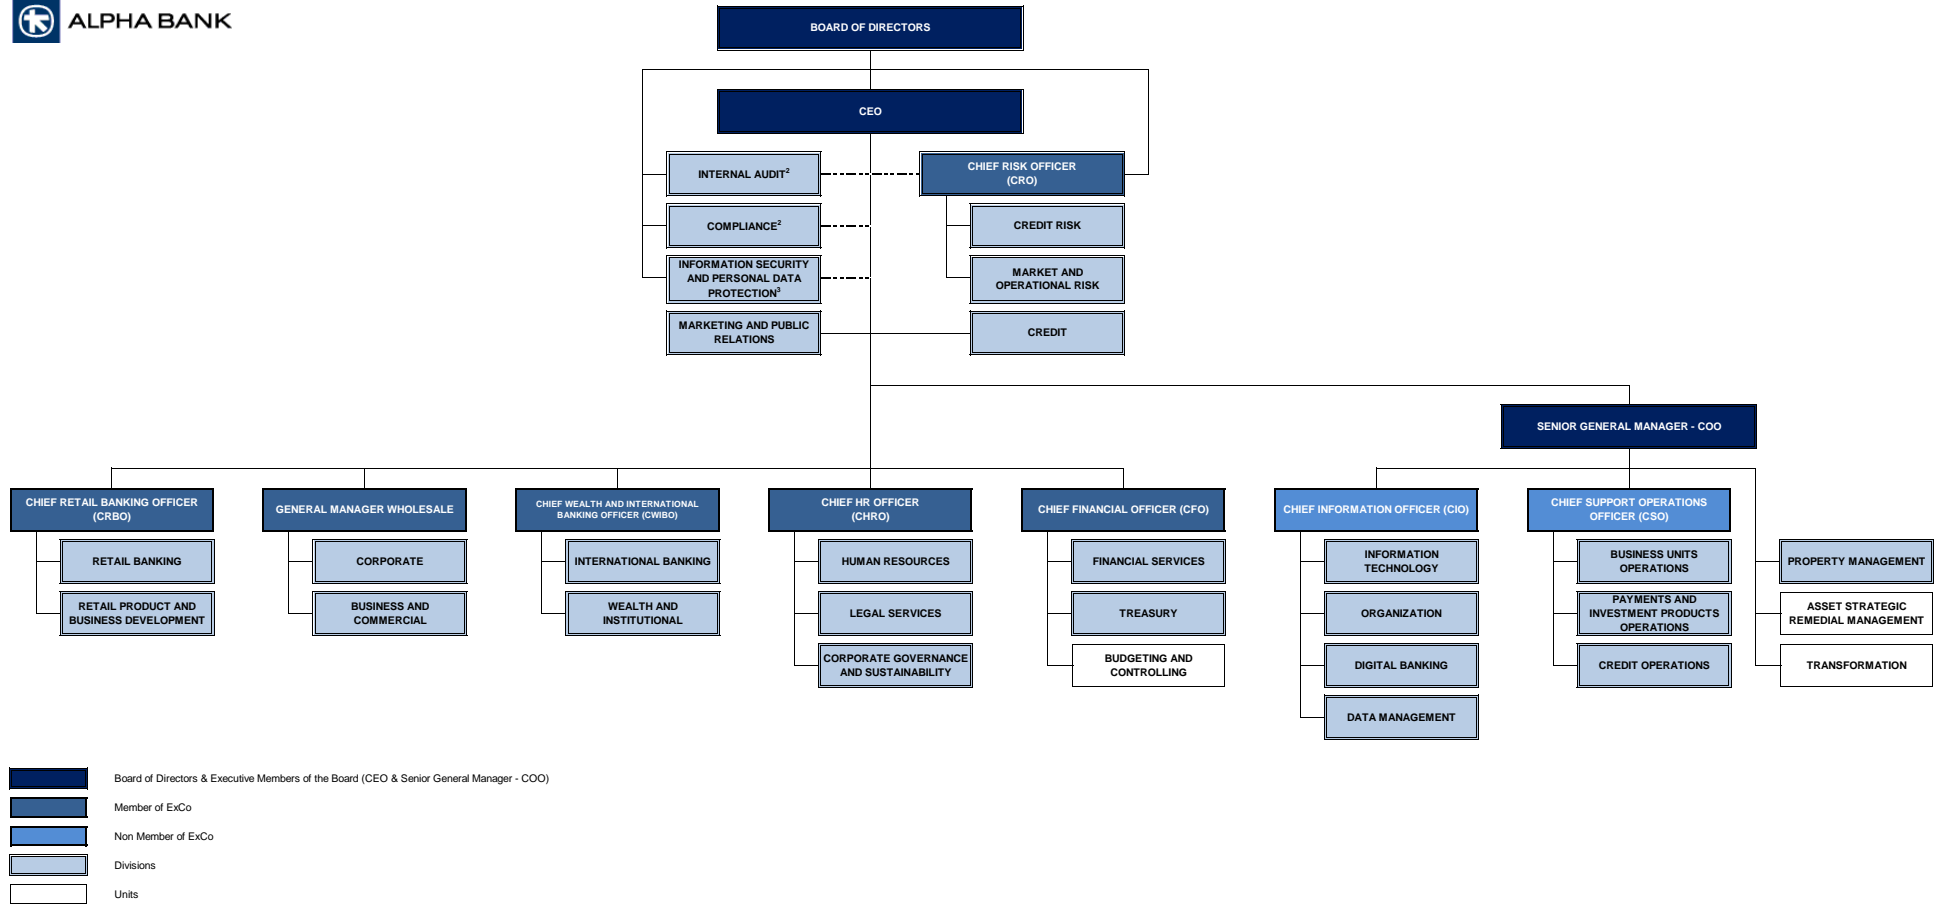 ALPHA BANK
BOARD OF DIRECTORS
CEO
INTERNAL AUDIT²
CHIEF RISK OFFICER
(CRO)
COMPLIANCE²
CREDIT RISK
INFORMATION SECURITY
AND PERSONAL DATA
PROTECTION³
MARKET AND
OPERATIONAL RISK
MARKETING AND PUBLIC
RELATIONS
CREDIT
SENIOR GENERAL MANAGER - COO
CHIEF RETAIL BANKING OFFICER
(CRBO)
RETAIL BANKING
RETAIL PRODUCT AND
BUSINESS DEVELOPMENT
GENERAL MANAGER WHOLESALE
CORPORATE
BUSINESS AND
COMMERCIAL
CHIEF WEALTH AND INTERNATIONAL
BANKING OFFICER (CWIBO)
INTERNATIONAL BANKING
WEALTH AND
INSTITUTIONAL
CHIEF HR OFFICER
(CHRO)
HUMAN RESOURCES
LEGAL SERVICES
CORPORATE GOVERNANCE
AND SUSTAINABILITY
CHIEF FINANCIAL OFFICER (CFO)
FINANCIAL SERVICES
TREASURY
BUDGETING AND
CONTROLLING
CHIEF INFORMATION OFFICER (CIO)
INFORMATION
TECHNOLOGY
ORGANIZATION
DIGITAL BANKING
DATA MANAGEMENT
CHIEF SUPPORT OPERATIONS
OFFICER (CSO)
BUSINESS UNITS
OPERATIONS
PAYMENTS AND
INVESTMENT PRODUCTS
OPERATIONS
CREDIT OPERATIONS
PROPERTY MANAGEMENT
ASSET STRATEGIC
REMEDIAL MANAGEMENT
TRANSFORMATION
Board of Directors & Executive Members of the Board (CEO & Senior General Manager - COO)
Member of ExCo
Non Member of ExCo
Divisions
Units